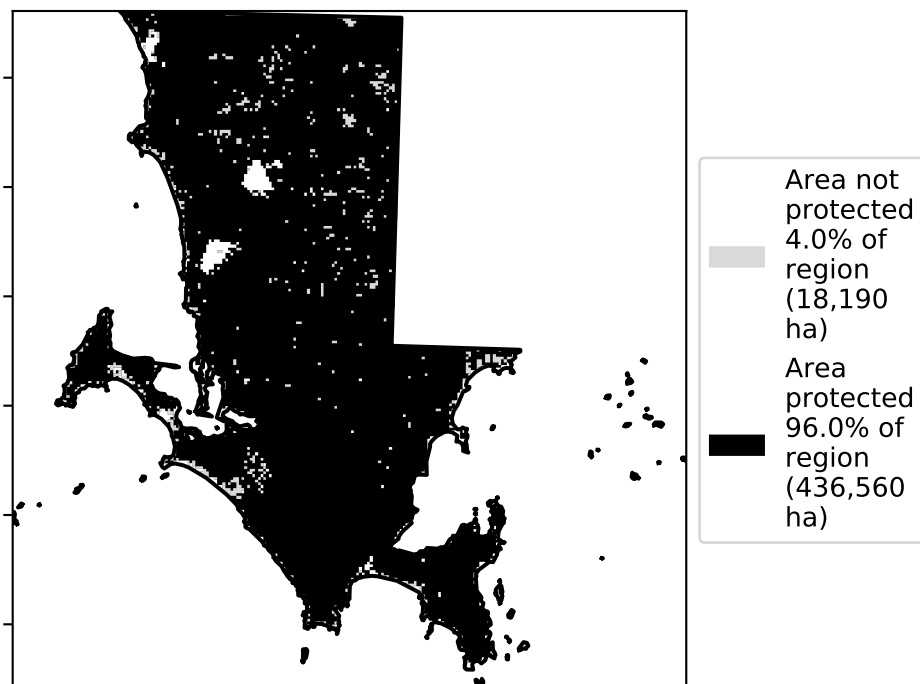 Area not
protected
4.0% of
region
(18,190
ha)
Area
protected
96.0% of
region
(436,560
ha)